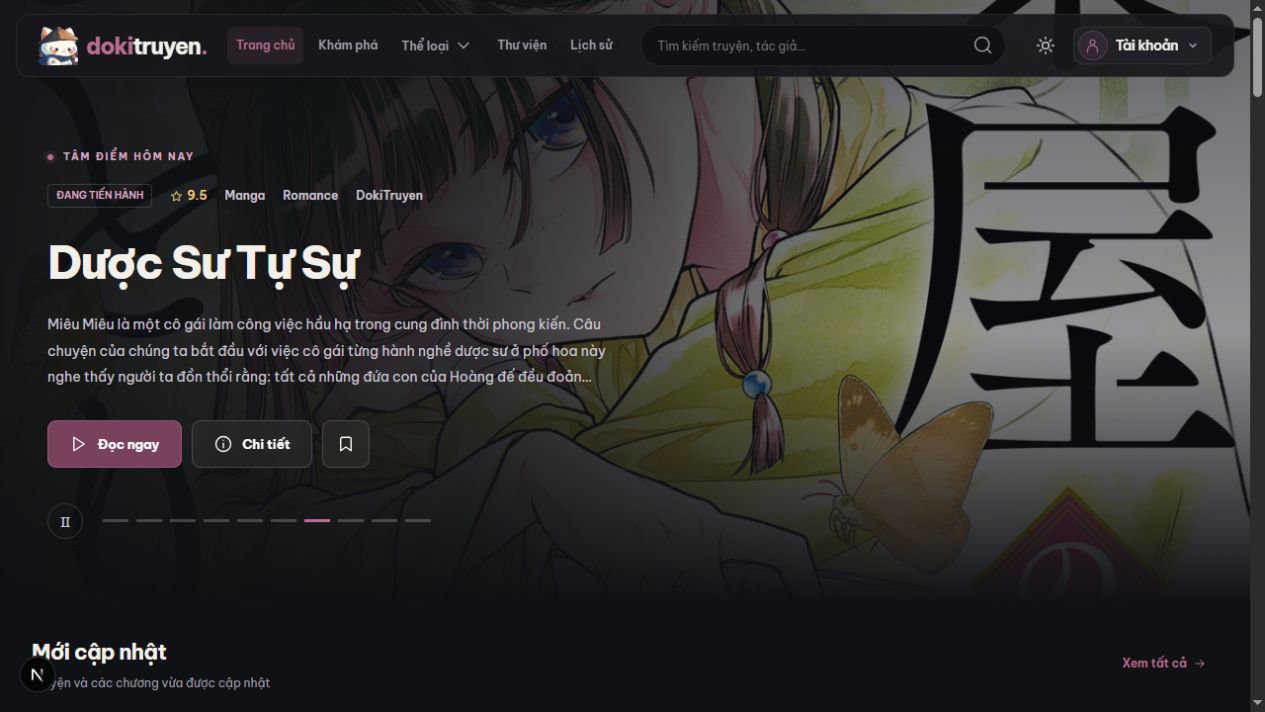 dokitruyen.
Trang chủ
Khám phá
Thể loại
Thư viện
Lịch sử
Tìm kiếm truyện, tác giả...
Tài khoản
TÂM ĐIỂM HÔM NAY
ĐANG TIẾN HÀNH
9.5
Manga
Romance
DokiTruyen
Dược Sư Tự Sự
Miêu Miêu là một cô gái làm công việc hầu hạ trong cung đình thời phong kiến. Câu
chuyện của chúng ta bắt đầu với việc cô gái từng hành nghề dược sư ở phố hoa này
nghe thấy người ta đồn thổi rằng: tất cả những đứa con của Hoàng đế đều đoản...
Đọc ngay
Chi tiết
屋
Mới cập nhật
Xem tất cả →
N
yện và các chương vừa được cập nhật